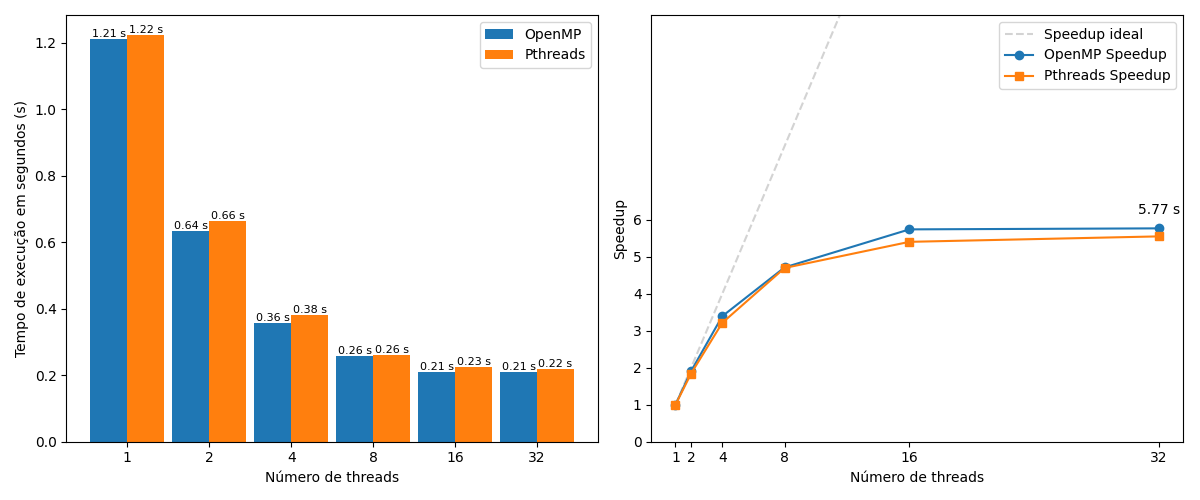 1.21 s
1.22 s
0.64 s
0.66 s
0.36 s
0.38 s
0.26 s
0.26 s
0.21 s
0.23 s
0.21 s
0.22 s
OpenMP
Pthreads
Tempo de execução em segundos (s)
1.2
1.0
0.8
0.6
0.4
0.2
0.0
1 2 4 8 16 32
Número de threads
Speedup ideal
OpenMP Speedup
Pthreads Speedup
5.77 s
Speedup
6
5
4
3
2
1
0
1 2 4 8 16 32
Número de threads